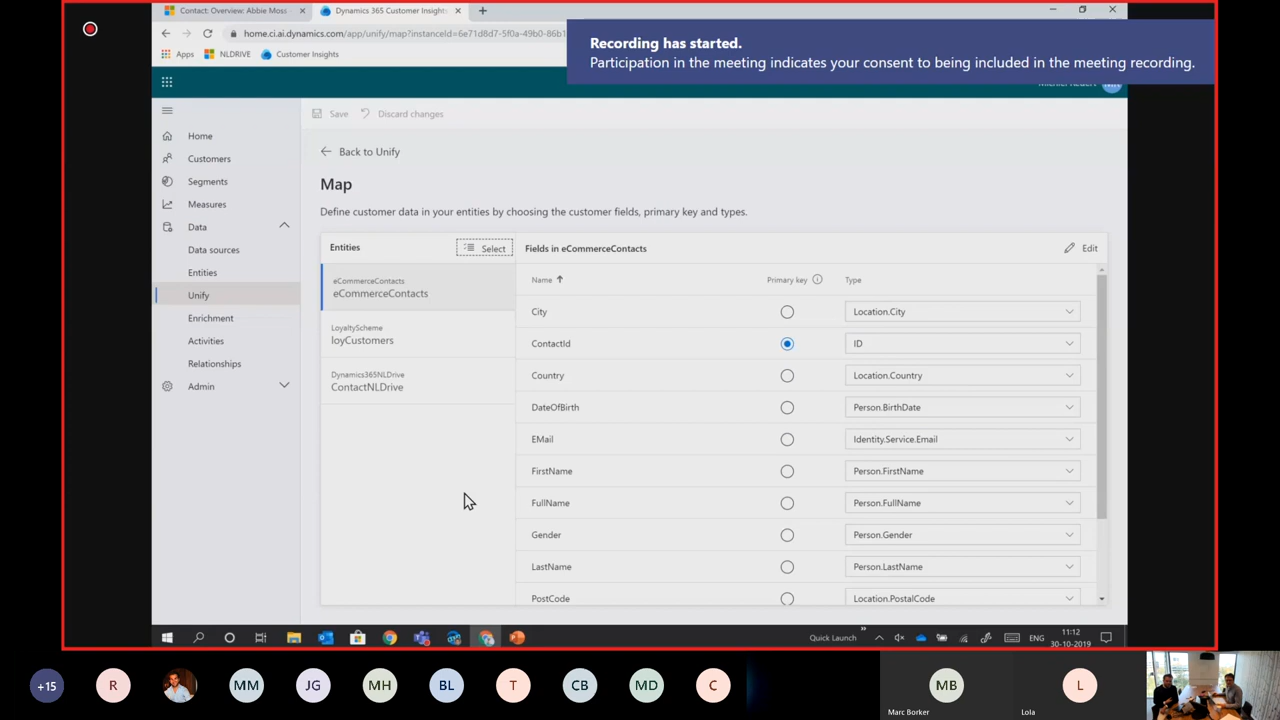 Contact: Overview: Abbie Moss
Dynamics 365 Customer Insights
home.ci.ai.dynamics.com/app/unify/map?instanceId=6e71d8d7-5f0a-49b0-86b1
Apps NLDRIVE Customer Insights
Recording has started.
Participation in the meeting indicates your consent to being included in the meeting recording.
Save Discard changes
Home
Customers
Segments
Measures
Data
Data sources
Entities
Unify
Enrichment
Activities
Relationships
Admin
Back to Unify
Map
Define customer data in your entities by choosing the customer fields, primary key and types.
Entities Select
eCommerceContacts
eCommerceContacts
LoyaltyScheme
loyCustomers
Dynamics365NLDrive
ContactNLDrive
Fields in eCommerceContacts Edit
Name Primary key Type
City Location.City
ContactId ID
Country Location.Country
DateOfBirth Person.BirthDate
EMail Identity.Service.Email
FirstName Person.FirstName
FullName Person.FullName
Gender Person.Gender
LastName Person.LastName
PostCode Location.PostalCode
Quick Launch ENG
11:12
30-10-2019
+15 R MM JG MH BL T CB MD C MB L
Marc Borker Lola